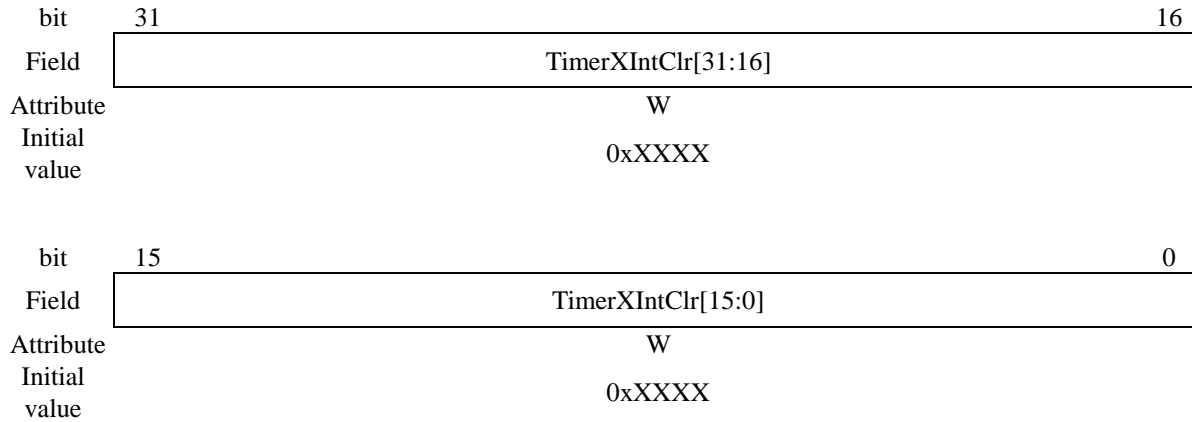 bit 31 16
Field TimerXIntClr[31:16]
Attribute W
Initial value 0xXXXX
bit 15 0
Field TimerXIntClr[15:0]
Attribute W
Initial value 0xXXXX